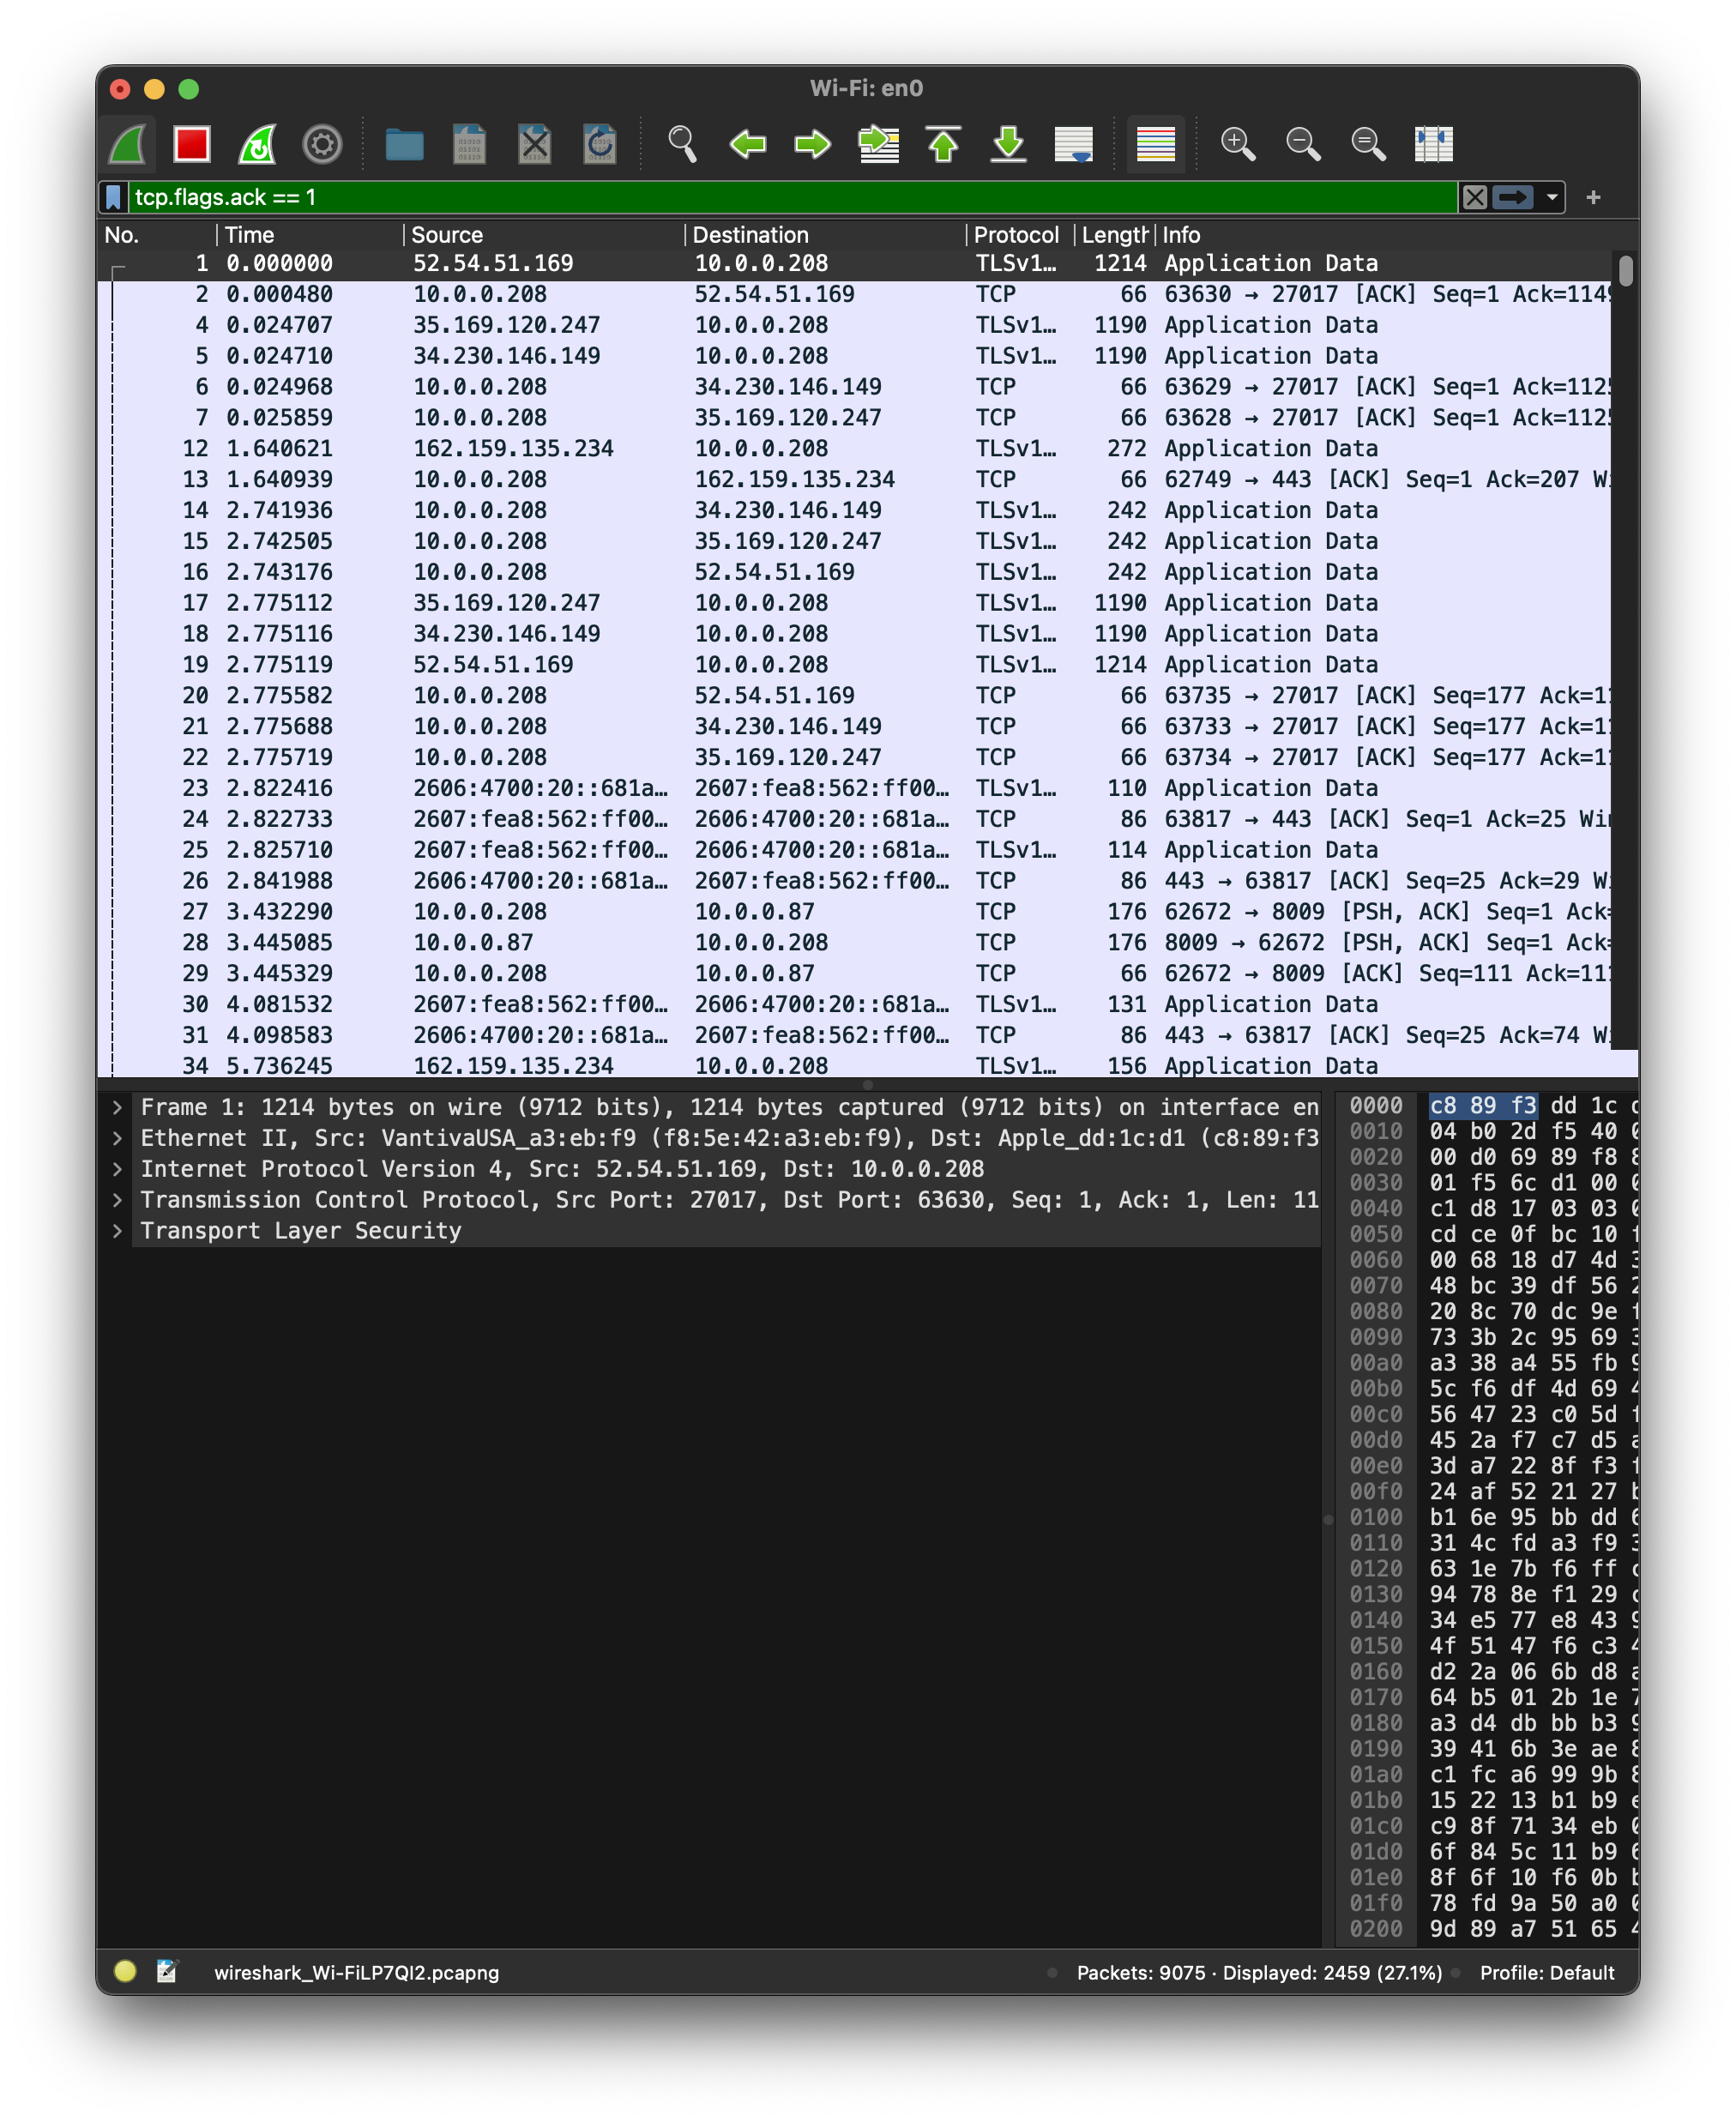 Wi-Fi: en0
tcp.flags.ack == 1
No. Time Source Destination Protocol Length Info
1 0.000000 52.54.51.169 10.0.0.208 TLSv1… 1214 Application Data
2 0.000480 10.0.0.208 52.54.51.169 TCP 66 63630 → 27017 [ACK] Seq=1 Ack=1149
4 0.024707 35.169.120.247 10.0.0.208 TLSv1… 1190 Application Data
5 0.024710 34.230.146.149 10.0.0.208 TLSv1… 1190 Application Data
6 0.024968 10.0.0.208 34.230.146.149 TCP 66 63629 → 27017 [ACK] Seq=1 Ack=1125
7 0.025859 10.0.0.208 35.169.120.247 TCP 66 63628 → 27017 [ACK] Seq=1 Ack=1125
12 1.640621 162.159.135.234 10.0.0.208 TLSv1… 272 Application Data
13 1.640939 10.0.0.208 162.159.135.234 TCP 66 62749 → 443 [ACK] Seq=1 Ack=207 Wi
14 2.741936 10.0.0.208 34.230.146.149 TLSv1… 242 Application Data
15 2.742505 10.0.0.208 35.169.120.247 TLSv1… 242 Application Data
16 2.743176 10.0.0.208 52.54.51.169 TLSv1… 242 Application Data
17 2.775112 35.169.120.247 10.0.0.208 TLSv1… 1190 Application Data
18 2.775116 34.230.146.149 10.0.0.208 TLSv1… 1190 Application Data
19 2.775119 52.54.51.169 10.0.0.208 TLSv1… 1214 Application Data
20 2.775582 10.0.0.208 52.54.51.169 TCP 66 63735 → 27017 [ACK] Seq=177 Ack=11
21 2.775688 10.0.0.208 34.230.146.149 TCP 66 63733 → 27017 [ACK] Seq=177 Ack=11
22 2.775719 10.0.0.208 35.169.120.247 TCP 66 63734 → 27017 [ACK] Seq=177 Ack=11
23 2.822416 2606:4700:20::681a… 2607:fea8:562:ff00… TLSv1… 110 Application Data
24 2.822733 2607:fea8:562:ff00… 2606:4700:20::681a… TCP 86 63817 → 443 [ACK] Seq=1 Ack=25 Win
25 2.825710 2607:fea8:562:ff00… 2606:4700:20::681a… TLSv1… 114 Application Data
26 2.841988 2606:4700:20::681a… 2607:fea8:562:ff00… TCP 86 443 → 63817 [ACK] Seq=25 Ack=29 Wi
27 3.432290 10.0.0.208 10.0.0.87 TCP 176 62672 → 8009 [PSH, ACK] Seq=1 Ack=
28 3.445085 10.0.0.87 10.0.0.208 TCP 176 8009 → 62672 [PSH, ACK] Seq=1 Ack=
29 3.445329 10.0.0.208 10.0.0.87 TCP 66 62672 → 8009 [ACK] Seq=111 Ack=111
30 4.081532 2607:fea8:562:ff00… 2606:4700:20::681a… TLSv1… 131 Application Data
31 4.098583 2606:4700:20::681a… 2607:fea8:562:ff00… TCP 86 443 → 63817 [ACK] Seq=25 Ack=74 Wi
34 5.736245 162.159.135.234 10.0.0.208 TLSv1… 156 Application Data
Frame 1: 1214 bytes on wire (9712 bits), 1214 bytes captured (9712 bits) on interface en
Ethernet II, Src: VantivaUSA_a3:eb:f9 (f8:5e:42:a3:eb:f9), Dst: Apple_dd:1c:d1 (c8:89:f3
Internet Protocol Version 4, Src: 52.54.51.169, Dst: 10.0.0.208
Transmission Control Protocol, Src Port: 27017, Dst Port: 63630, Seq: 1, Ack: 1, Len: 11
Transport Layer Security
0000 c8 89 f3 dd 1c
0010 04 b0 2d f5 40
0020 00 d0 69 89 f8
0030 01 f5 6c d1 00
0040 c1 d8 17 03 03
0050 cd ce 0f bc 10
0060 00 68 18 d7 4d
0070 48 bc 39 df 56
0080 20 8c 70 dc 9e
0090 73 3b 2c 95 69
00a0 a3 38 a4 55 fb
00b0 5c f6 df 4d 69
00c0 56 47 23 c0 5d
00d0 45 2a f7 c7 d5
00e0 3d a7 22 8f f3
00f0 24 af 52 21 27
0100 b1 6e 95 bb dd
0110 31 4c fd a3 f9
0120 63 1e 7b f6 ff
0130 94 78 8e f1 29
0140 34 e5 77 e8 43
0150 4f 51 47 f6 c3
0160 d2 2a 06 6b d8
0170 64 b5 01 2b 1e
0180 a3 d4 db bb b3
0190 39 41 6b 3e ae
01a0 c1 fc a6 99 9b
01b0 15 22 13 b1 b9
01c0 c9 8f 71 34 eb
01d0 6f 84 5c 11 b9
01e0 8f 6f 10 f6 0b
01f0 78 fd 9a 50 a0
0200 9d 89 a7 51 65
wireshark_Wi-FiLP7QI2.pcapng Packets: 9075 · Displayed: 2459 (27.1%) Profile: Default